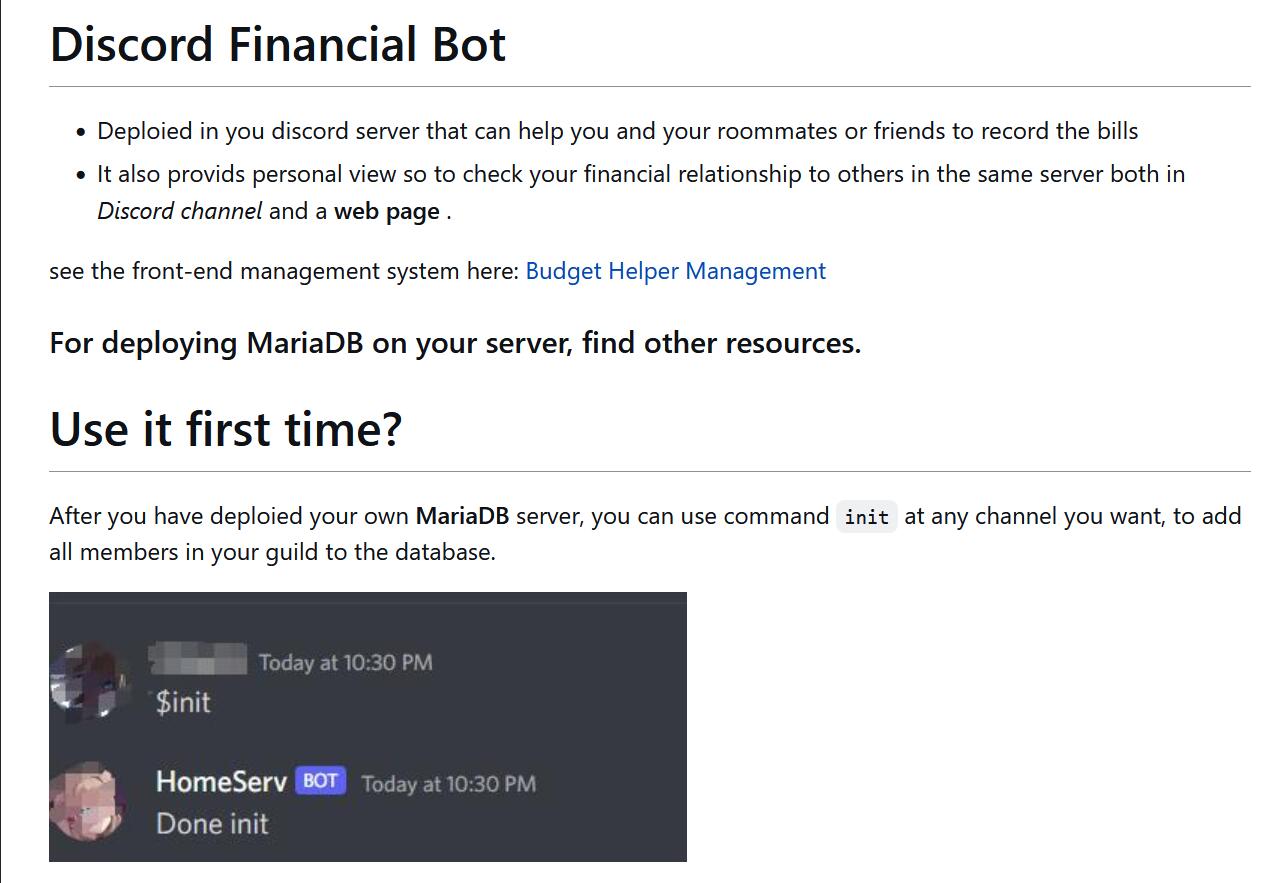 Discord Financial Bot
Deploied in you discord server that can help you and your roommates or friends to record the bills
It also provids personal view so to check your financial relationship to others in the same server both in
Discord channel and a web page .
see the front-end management system here: Budget Helper Management
For deploying MariaDB on your server, find other resources.
Use it first time?
After you have deploied your own MariaDB server, you can use command init at any channel you want, to add
all members in your guild to the database.
Today at 10:30 PM
$init
HomeServ BOT Today at 10:30 PM
Done init